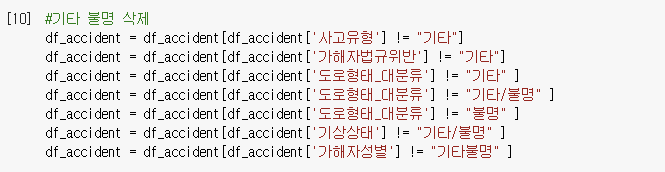 [10] #기타 불명 삭제
df_accident = df_accident[df_accident['사고유형'] != "기타"]
df_accident = df_accident[df_accident['가해자법규위반'] != "기타"]
df_accident = df_accident[df_accident['도로형태_대분류'] != "기타" ]
df_accident = df_accident[df_accident['도로형태_대분류'] != "기타/불명" ]
df_accident = df_accident[df_accident['도로형태_대분류'] != "불명" ]
df_accident = df_accident[df_accident['기상상태'] != "기타/불명" ]
df_accident = df_accident[df_accident['가해자성별'] != "기타불명" ]